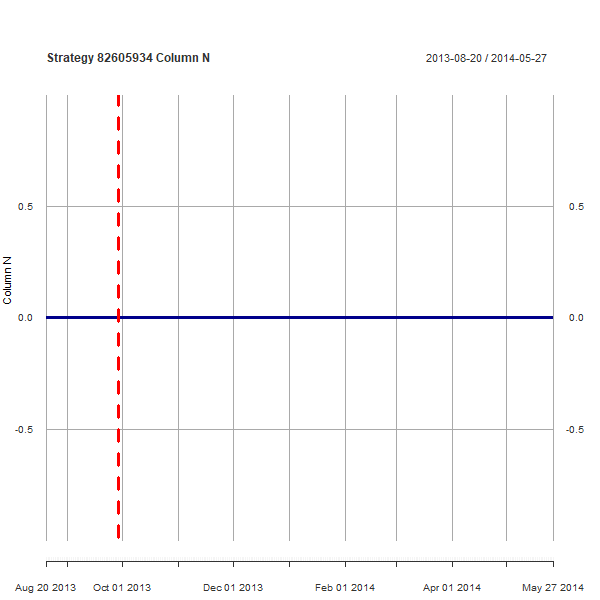 Strategy 82605934 Column N
2013-08-20 / 2014-05-27
0.5
0.5
Column N
0.0
0.0
-0.5
-0.5
Aug 20 2013
Oct 01 2013
Dec 01 2013
Feb 01 2014
Apr 01 2014
May 27 2014